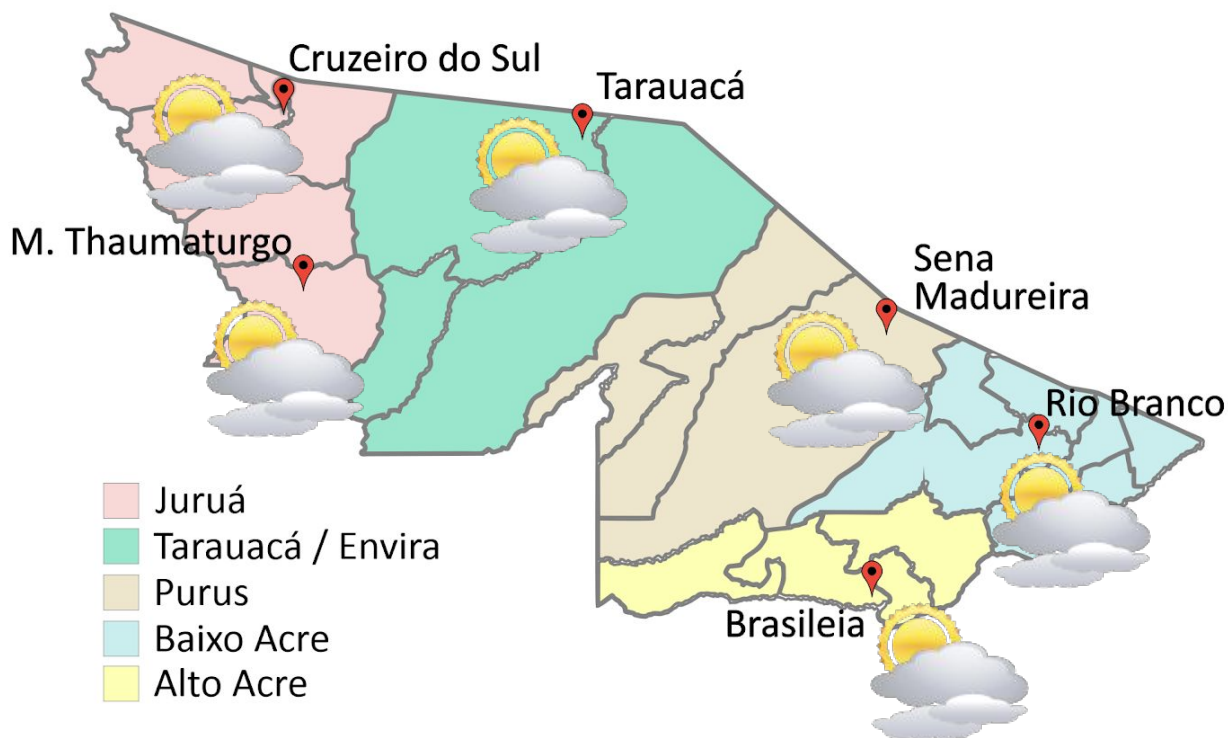 Cruzeiro do Sul
Tarauacá
M. Thaumaturgo
Sena
Madureira
Rio Branco
Brasileia
Juruá
Tarauacá / Envira
Purus
Baixo Acre
Alto Acre